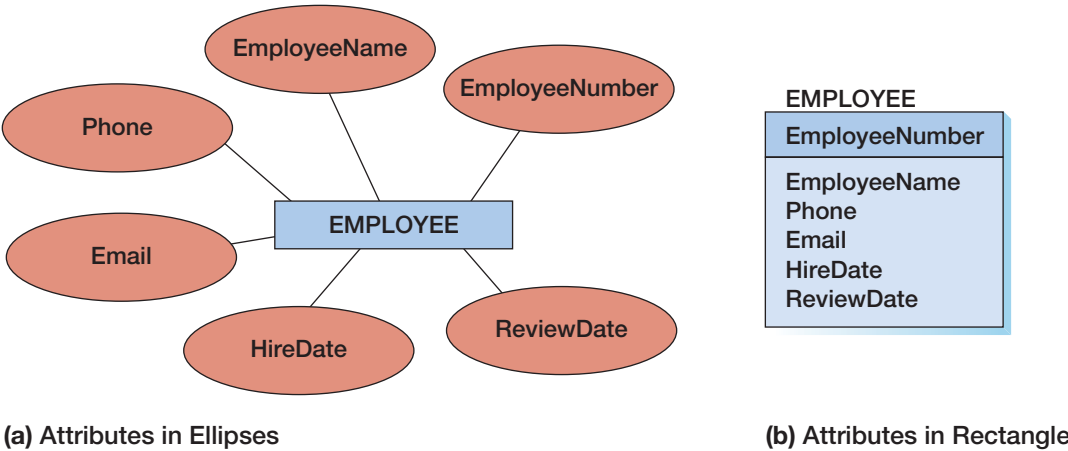 EmployeeName
EmployeeNumber
Phone
EMPLOYEE
Email
HireDate
ReviewDate
(a) Attributes in Ellipses
EMPLOYEE
EmployeeNumber
EmployeeName
Phone
Email
HireDate
ReviewDate
(b) Attributes in Rectangle